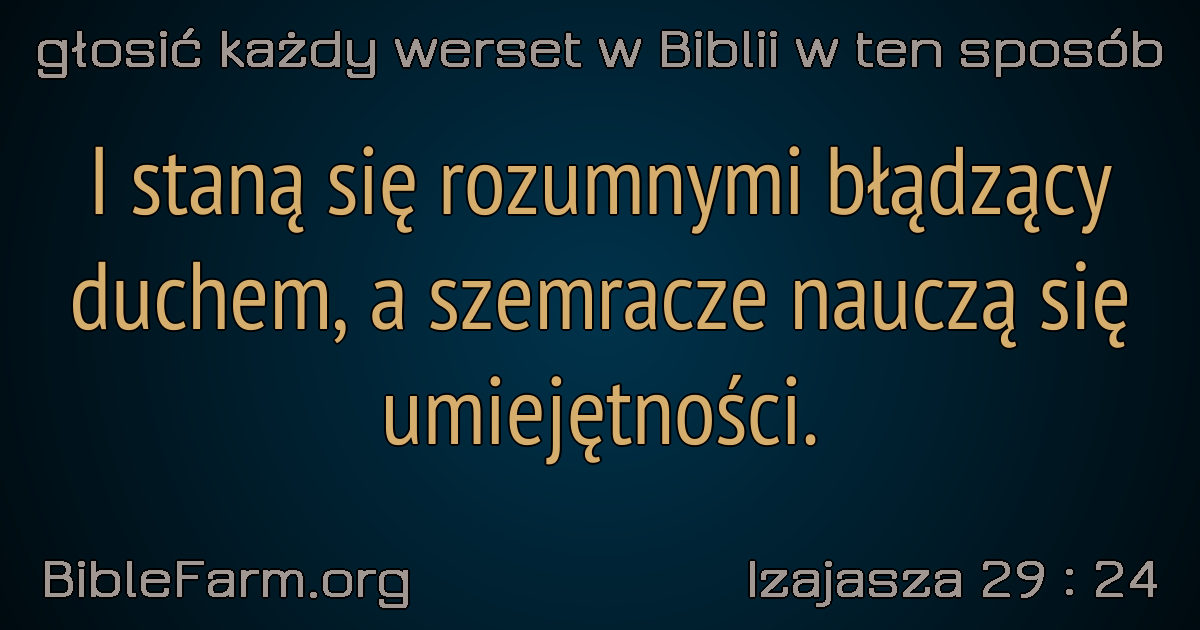 głosić każdy werset w Biblii w ten sposób
I staną się rozumnymi błądzący
duchem, a szemracze nauczą się
umiejętności.
BibleFarm.org
Izajasza 29 : 24